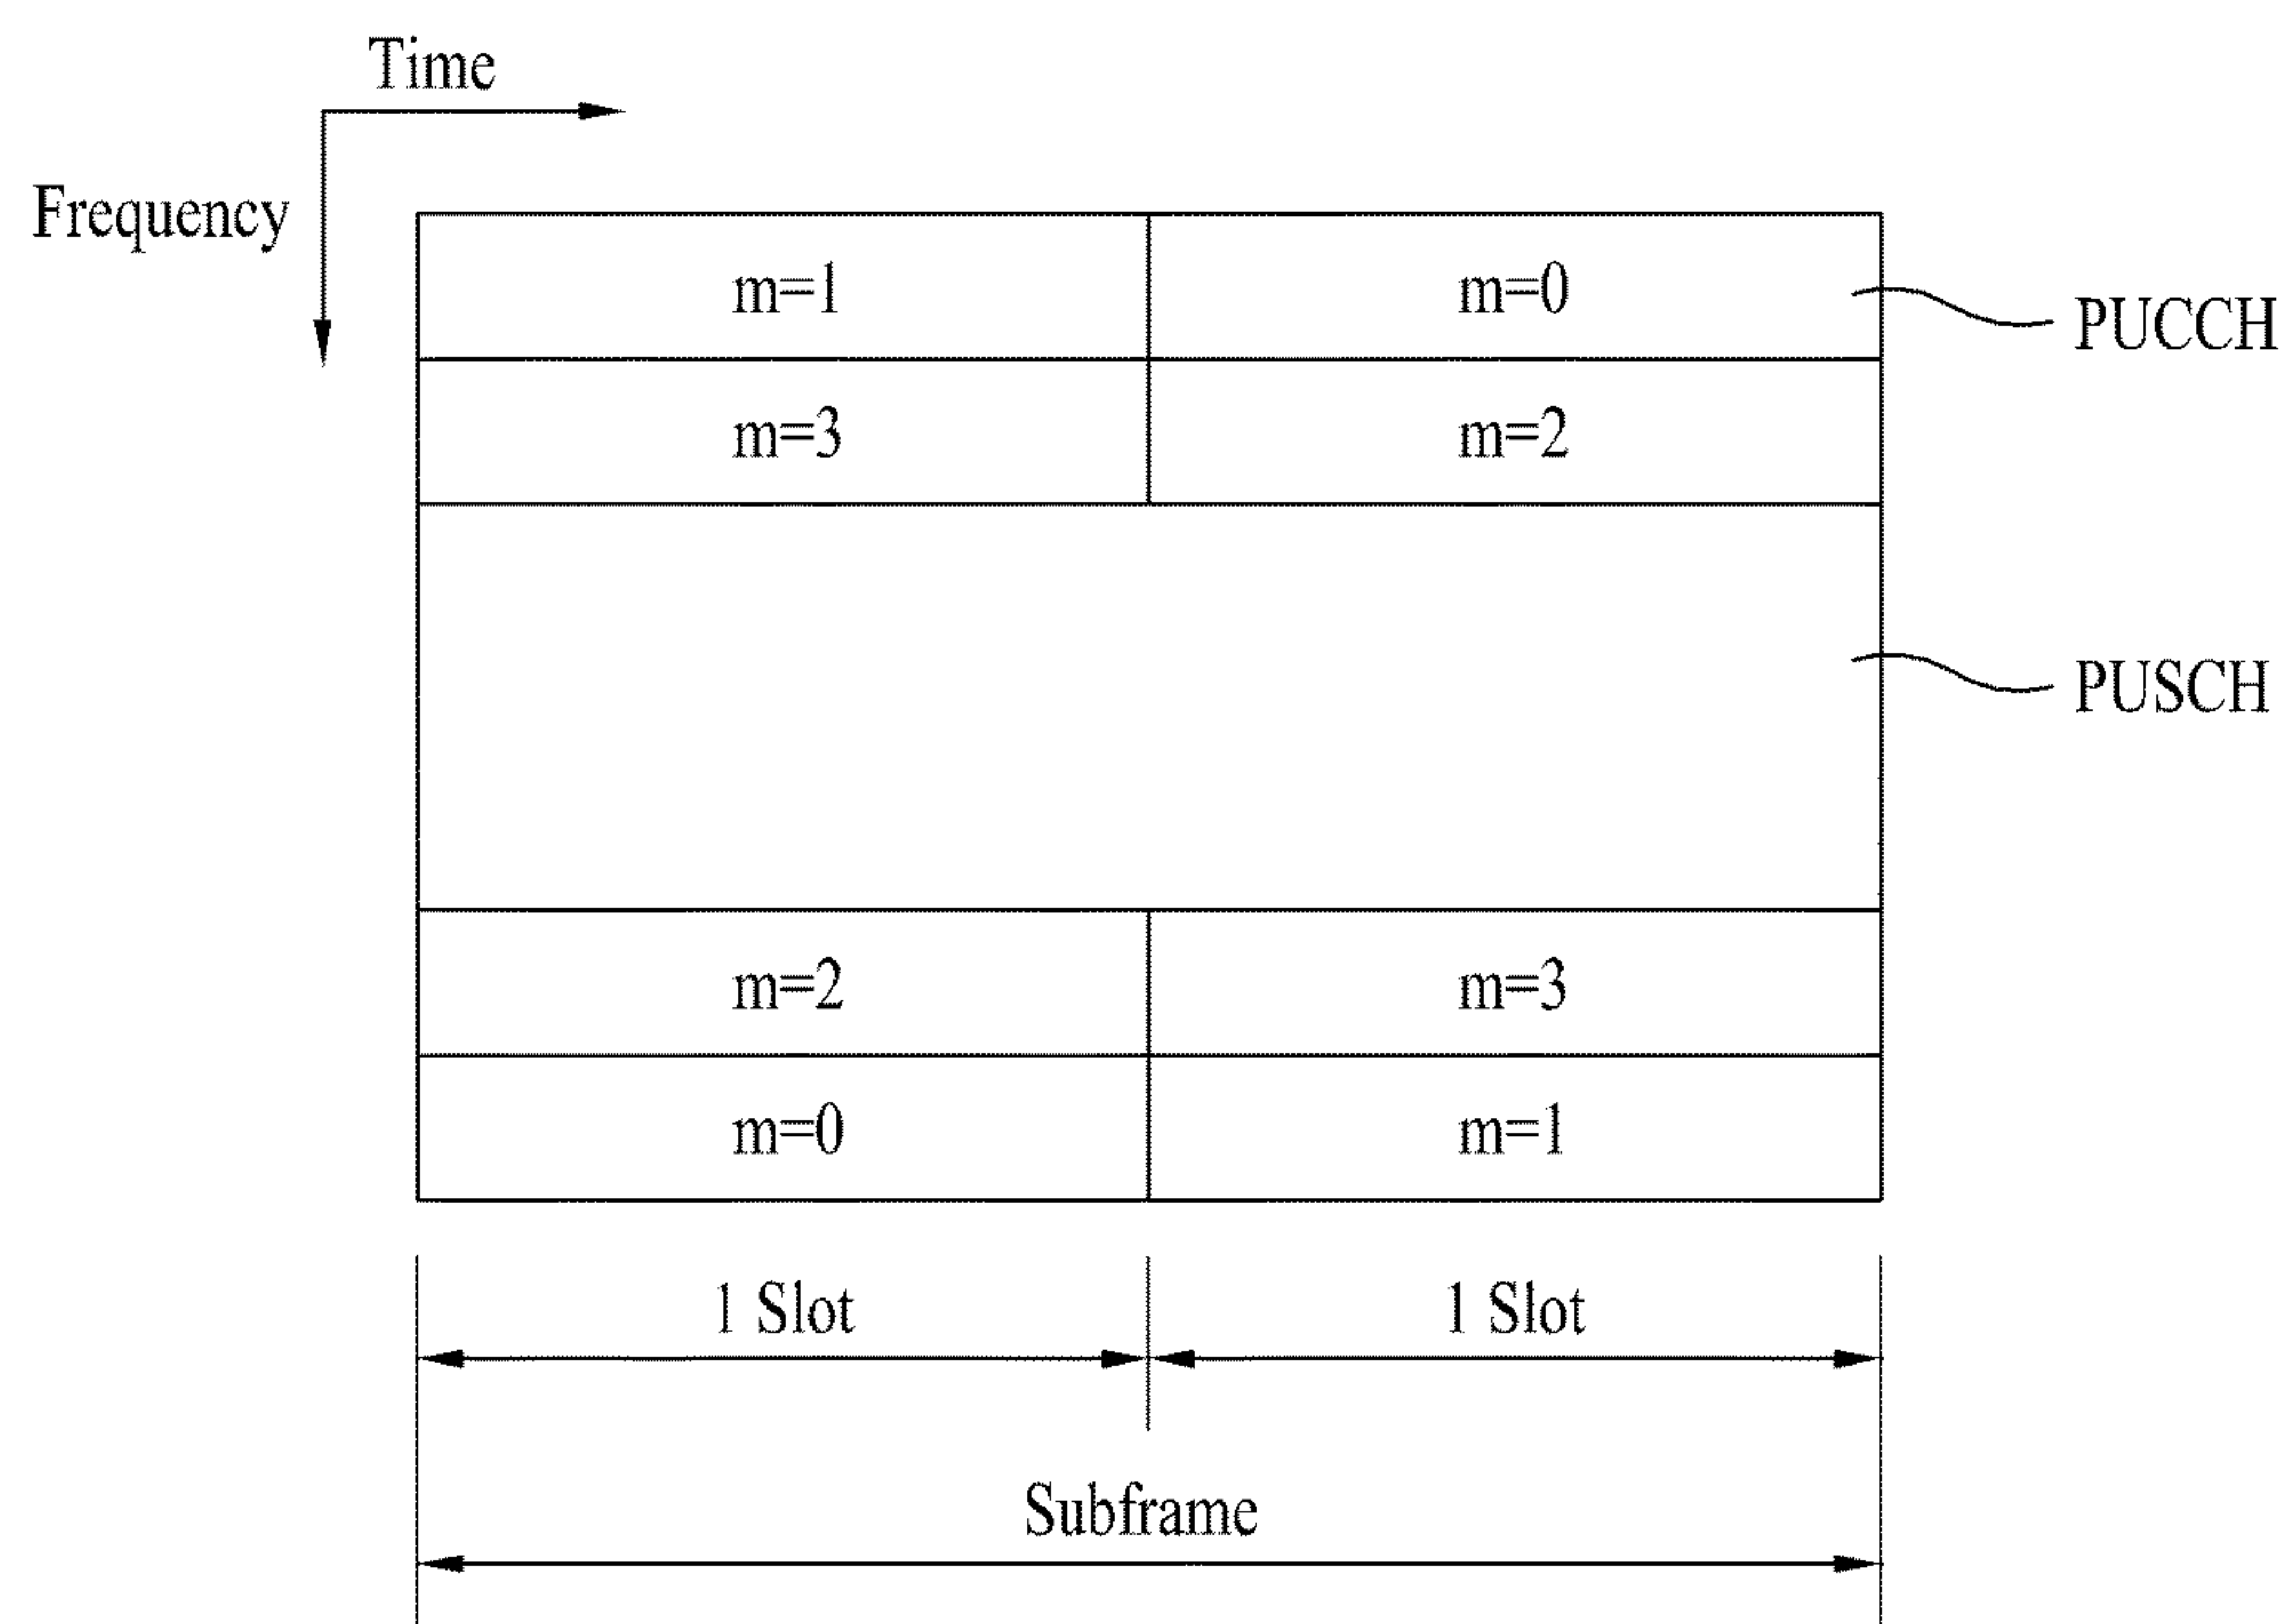 Time
Frequency
m=1 m=0
PUCCH
m=3 m=2
PUSCH
m=2 m=3
m=0 m=1
1 Slot 1 Slot
Subframe